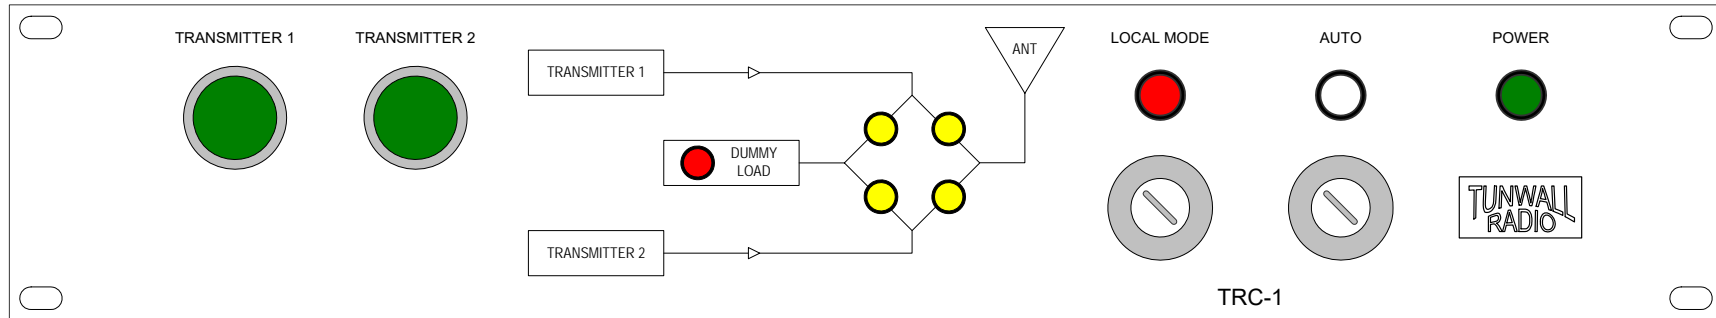 TRANSMITTER 1
TRANSMITTER 2
TRANSMITTER 1
DUMMY
LOAD
TRANSMITTER 2
ANT
LOCAL MODE
AUTO
POWER
TUNWALL
RADIO
TRC-1